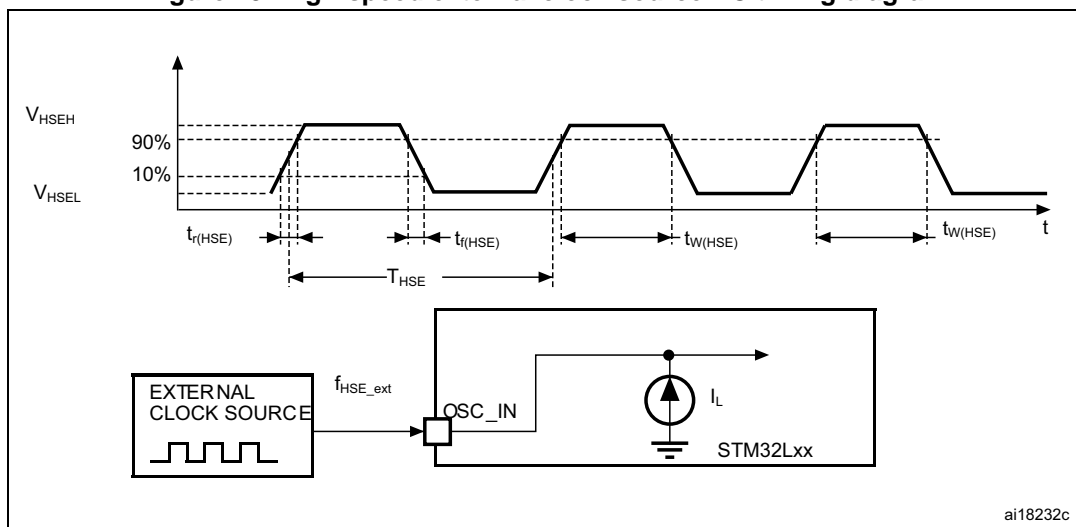 V_HSEH
90%
10%
V_HSEL
t_r(HSE)
t_f(HSE)
t_W(HSE)
t_W(HSE)
t
T_HSE
EXTERNAL
CLOCK SOURCE
f_HSE_ext
OSC_IN
I_L
STM32Lxx
ai18232c